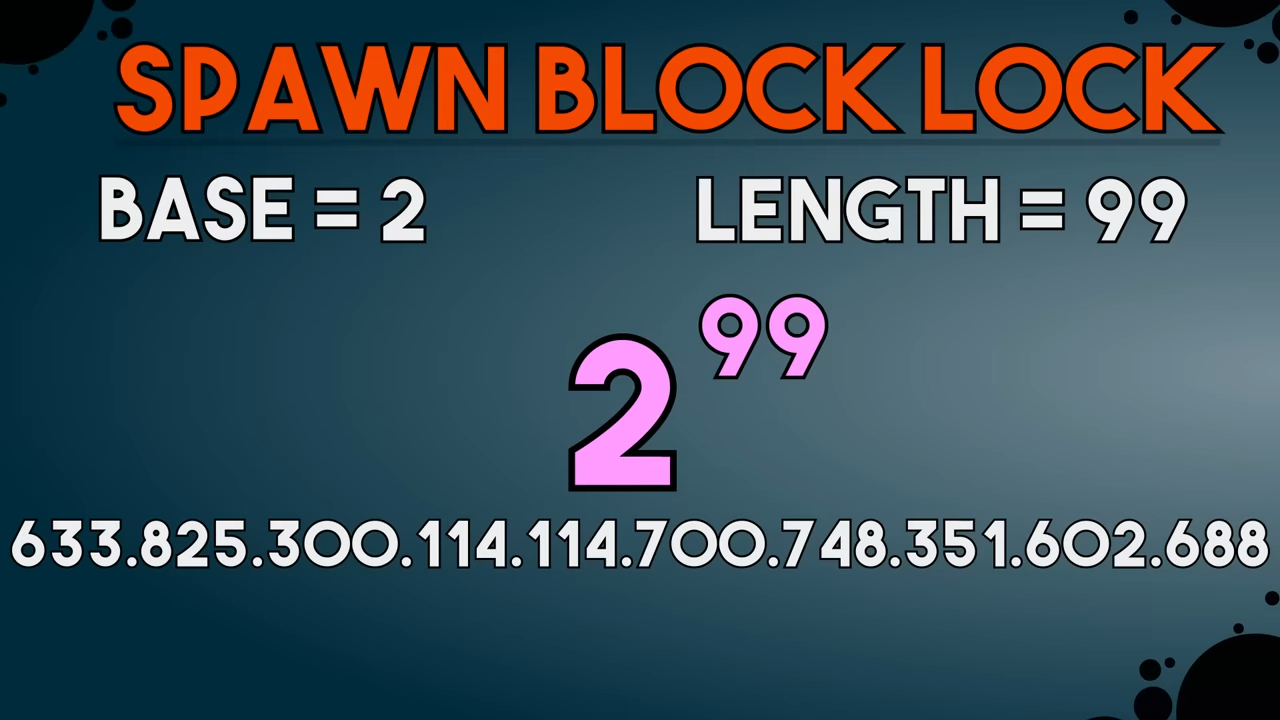 SPAWN BLOCK LOCK
BASE = 2 LENGTH = 99
2⁹⁹
633.825.300.114.114.700.748.351.602.688